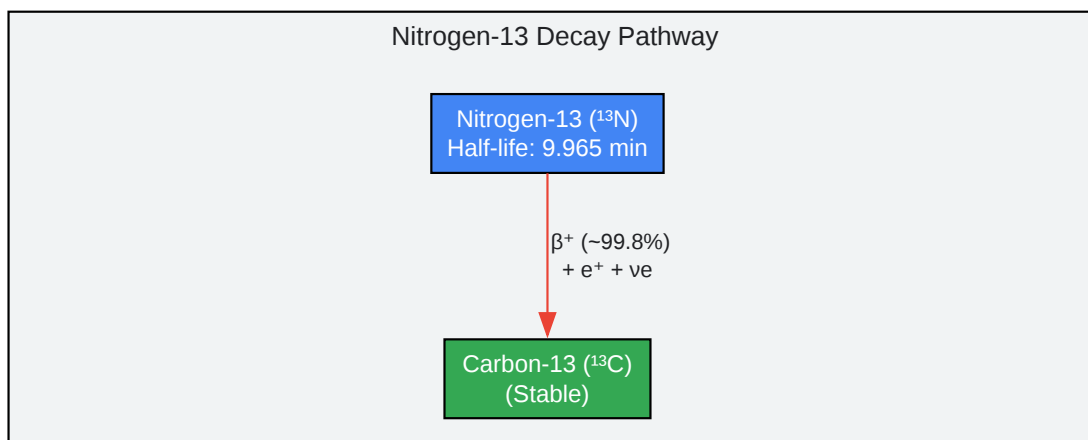 Nitrogen-13 Decay Pathway
Nitrogen-13 (¹³N)
Half-life: 9.965 min
β⁺ (~99.8%)
+ e⁺ + νe
Carbon-13 (¹³C)
(Stable)